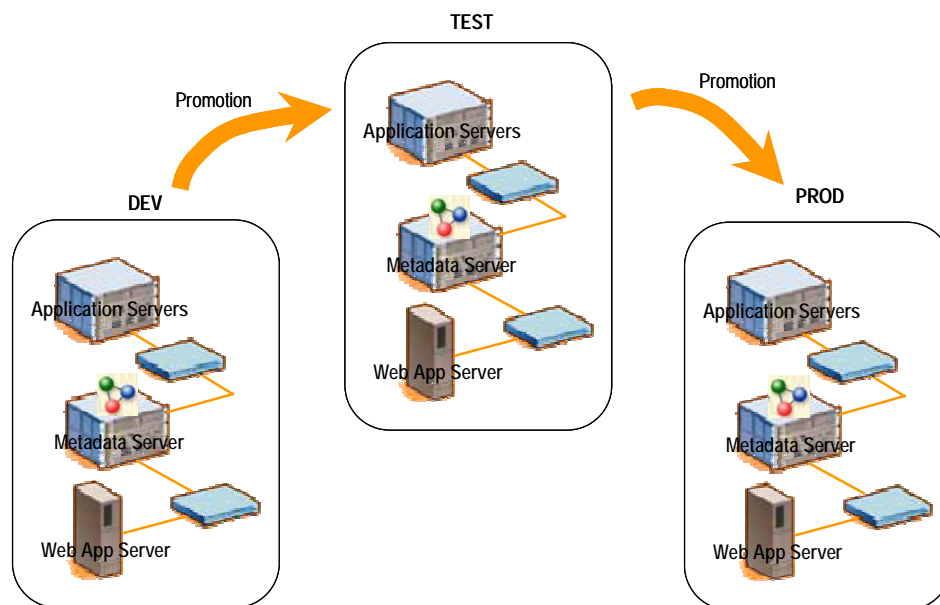 TEST
Promotion
Promotion
Application Servers
Metadata Server
Web App Server
DEV
Application Servers
Metadata Server
Web App Server
PROD
Application Servers
Metadata Server
Web App Server